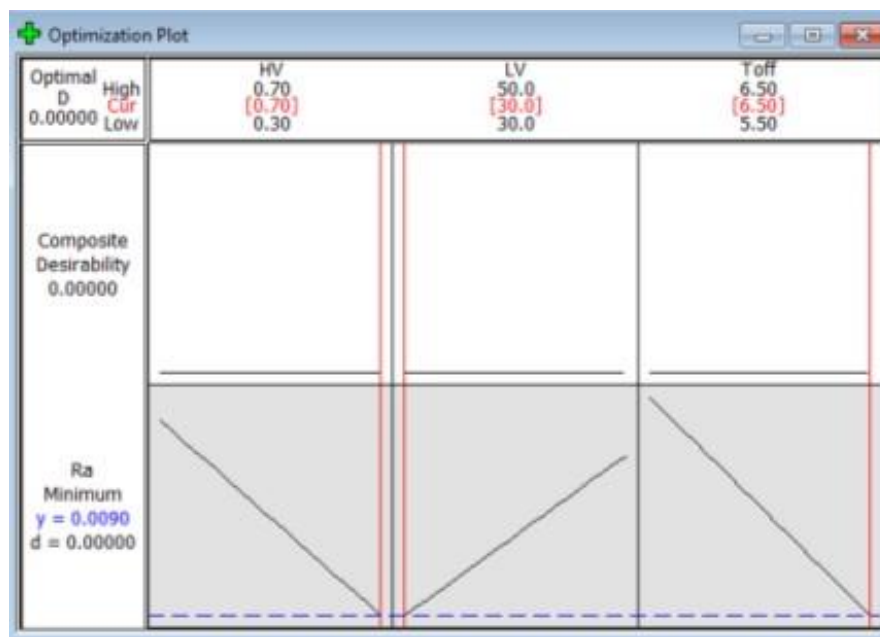 Optimization Plot
Optimal
D
0.00000
High
Cur
Low
HV
0.70
[0.70]
0.30
LV
50.0
[30.0]
30.0
Toff
6.50
[6.50]
5.50
Composite
Desirability
0.00000
Ra
Minimum
y = 0.0090
d = 0.00000